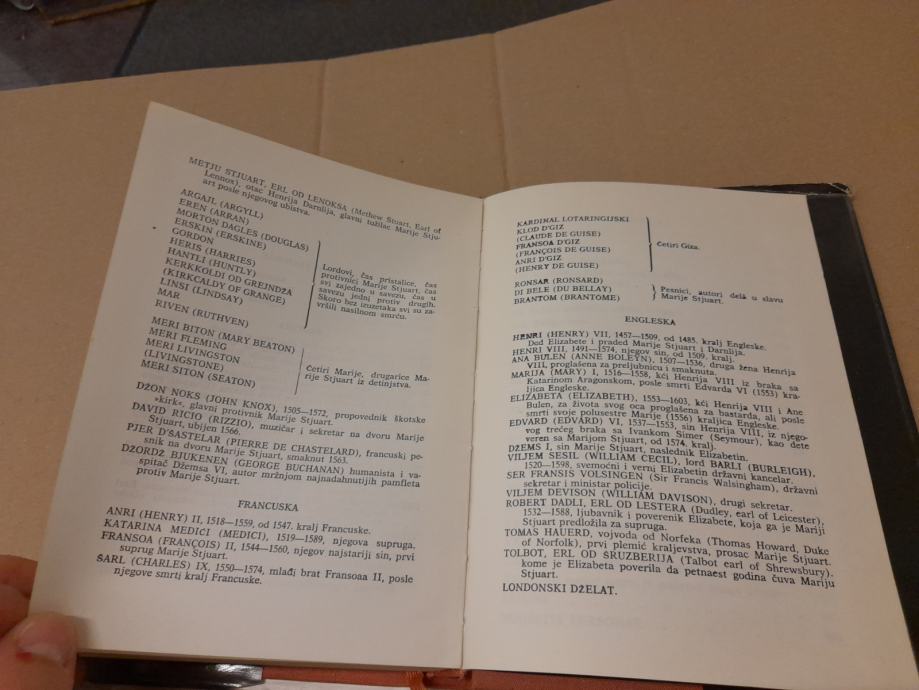 METJU STJUART, ERL OD LENOKSA (Methew Stuart, Earl of
Lennox), otac Henrija Darnlija, glavni tužilac Marije Stju-
art posle njegovog ubistva.
ARGAJL (ARGYLL)
EREN (ARRAN)
MORTON DAGLES (DOUGLAS)
ERSKIN (ERSKINE)
GORDON
HERIS (HARRIES)
HANTLI (HUNTLY)
KERKKOLDI OD GREINDZA
(KIRKCALDY OF GRANGE)
LINSI (LINDSAY)
MAR
RIVEN (RUTHVEN)
Lordovi, čas pristalice, čas
protivnici Marije Stjuart, čas
svi zajedno u savezu, čas u
savezu jedni protiv drugih.
Skoro bez izuzetaka svi su za-
vršili nasilnom smrću.
MERI BITON (MARY BEATON)
MERI FLEMING
MERI LIVINGSTON
(LIVINGSTONE)
MERI SITON (SEATON)
Četiri Marije, drugarice Ma-
rije Stjuart iz detinjstva.
DŽON NOKS (JOHN KNOX), 1505—1572, propovednik škotske
»kirk«, glavni protivnik Marije Stjuart.
DAVID RIČIO (RIZZIO), muzičar i sekretar na dvoru Marije
Stjuart, ubijen 1566.
PJER D'ŠASTELAR (PIERRE DE CHASTELARD), francuski pe-
snik na dvoru Marije Stjuart, smaknut 1563.
DŽORDŽ BJUKENEN (GEORGE BUCHANAN) humanista i va-
spitač Džemsa VI, autor mržnjom najnadahnutijih pamfleta
protiv Marije Stjuart.
FRANCUSKA
ANRI (HENRY) II, 1518—1559, od 1547. kralj Francuske.
KATARINA MEDIČI (MEDICI), 1519—1589, njegova supruga.
FRANSOA (FRANÇOIS) II, 1544—1560, njegov najstariji sin, prvi
suprug Marije Stjuart.
ŠARL (CHARLES) IX, 1550—1574, mlađi brat Fransoaa II, posle
njegove smrti kralj Francuske.
KARDINAL LOTARINGIJSKI
KLOD D'GIZ
(CLAUDE DE GUISE)
FRANSOA D'GIZ
(FRANÇOIS DE GUISE)
ANRI D'GIZ
(HENRY DE GUISE)
Četiri Giza.
RONSAR (RONSARD)
DI BELE (DU BELLAY)
BRANTOM (BRANTOME)
Pesnici, autori dela u slavu
Marije Stjuart.
ENGLESKA
HENRI (HENRY) VII, 1457—1509, od 1485. kralj Engleske.
Ded Elizabete i praded Marije Stjuart i Darnlija.
HENRI VIII, 1491—1574, njegov sin, od 1509. kralj.
ANA BULEN (ANNE BOLEYN), 1507—1536, druga žena Henrija
VIII, proglašena za preljubnicu i smaknuta.
MARIJA (MARY) I, 1516—1558, kći Henrija VIII iz braka sa
Katarinom Aragonskom, posle smrti Edvarda VI (1553) kra-
ljica Engleske.
ELIZABETA (ELIZABETH), 1553—1603, kći Henrija VIII i Ane
Bulen, za života svog oca proglašena za bastarda, ali posle
smrti svoje polusestre Marije (1556) kraljica Engleske.
EDVARD (EDVARD) VI, 1537—1553, sin Henrija VIII, iz njego-
vog trećeg braka sa Ivankom Simer (Seymour), kao dete
veren sa Marijom Stjuart, od 1574. kralj.
DŽEMS I, sin Marije Stjuart, naslednik Elizabetin.
VILJEM SESIL (WILLIAM CECIL), lord BARLI (BURLEIGH),
1520—1598, svemoćni i verni Elizabetin državni kancelar.
SER FRANSIS VOLSINGEN (Sir Francis Walsingham), državni
sekretar i ministar policije.
VILJEM DEVISON (WILLIAM DAVISON), drugi sekretar.
ROBERT DADLI, ERL OD LESTERA (Dudley, earl of Leicester),
1532—1588, ljubavnik i poverenik Elizabete, koga je Mariji
Stjuart predložila za supruga.
TOMAS HAUERD, vojvoda od Norfeka (Thomas Howard, Duke
of Norfolk), prvi plemić kraljevstva, prosac Marije Stjuart.
TOLBOT, ERL OD ŠRUZBERIJA (Talbot earl of Shrewsbury).
kome je Elizabeta poverila da petnaest godina čuva Mariju
Stjuart.
LONDONSKI DŽELAT.